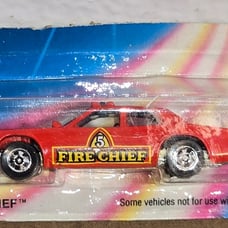 5
FIRE CHIEF
IEF™
Some vehicles not for use wi